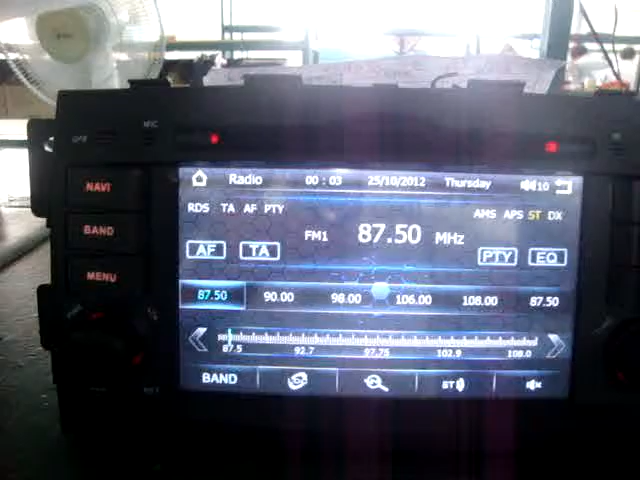 GPS MIC
NAVI
BAND
MENU
Radio 00 : 03 25/10/2012 Thursday 10
RDS TA AF PTY AMS APS ST DX
FM1 87.50 MHz
AF TA PTY EQ
87.50 90.00 98.00 106.00 108.00 87.50
87.5 92.7 97.75 102.9 108.0
BAND ST